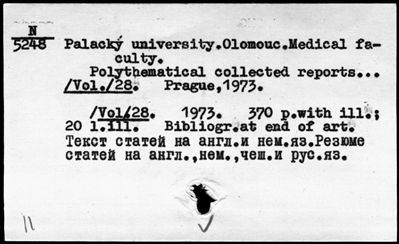 N
5248
Palacký university.Olomouc.Medical fa-
culty.
Polythematical collected reports...
/Vol./28. Prague,1973.
/Vol/28. 1973. 370 p.with ill.;
20 l.ill. Bibliogr.at end of art.
Текст статей на англ.и нем.яз.Резюме
статей на англ.,нем.,чеш.и рус.яз.
11